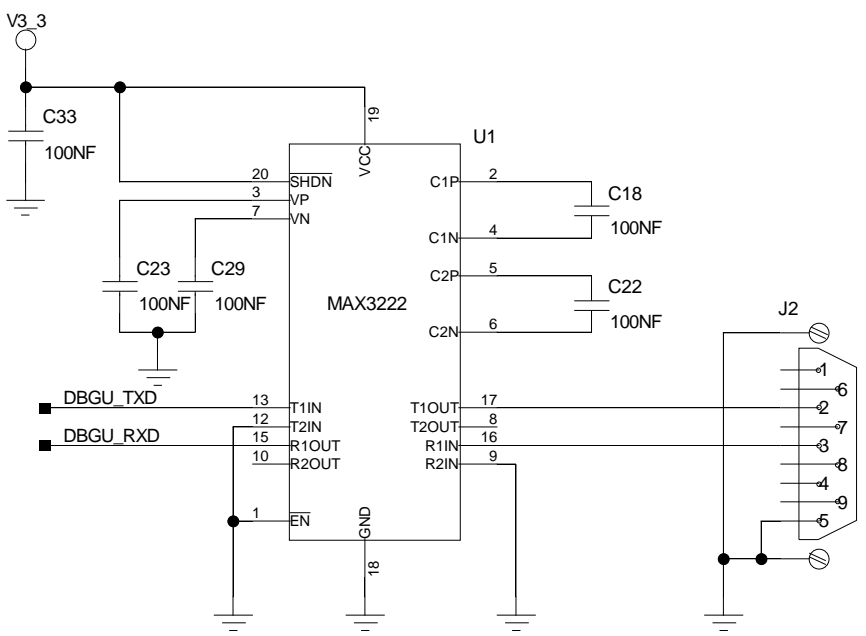 V3_3
C33
100NF
19
VCC
U1
20
SHDN
3
VP
7
VN
C1P
2
C18
100NF
C1N
4
C23
100NF
C29
100NF
C2P
5
C22
100NF
C2N
6
MAX3222
J2
DBGU_TXD
13
T1IN
12
T2IN
DBGU_RXD
15
R1OUT
10
R2OUT
T1OUT
17
T2OUT
8
R1IN
16
R2IN
9
1
EN
GND
18
1
6
2
7
3
8
4
9
5